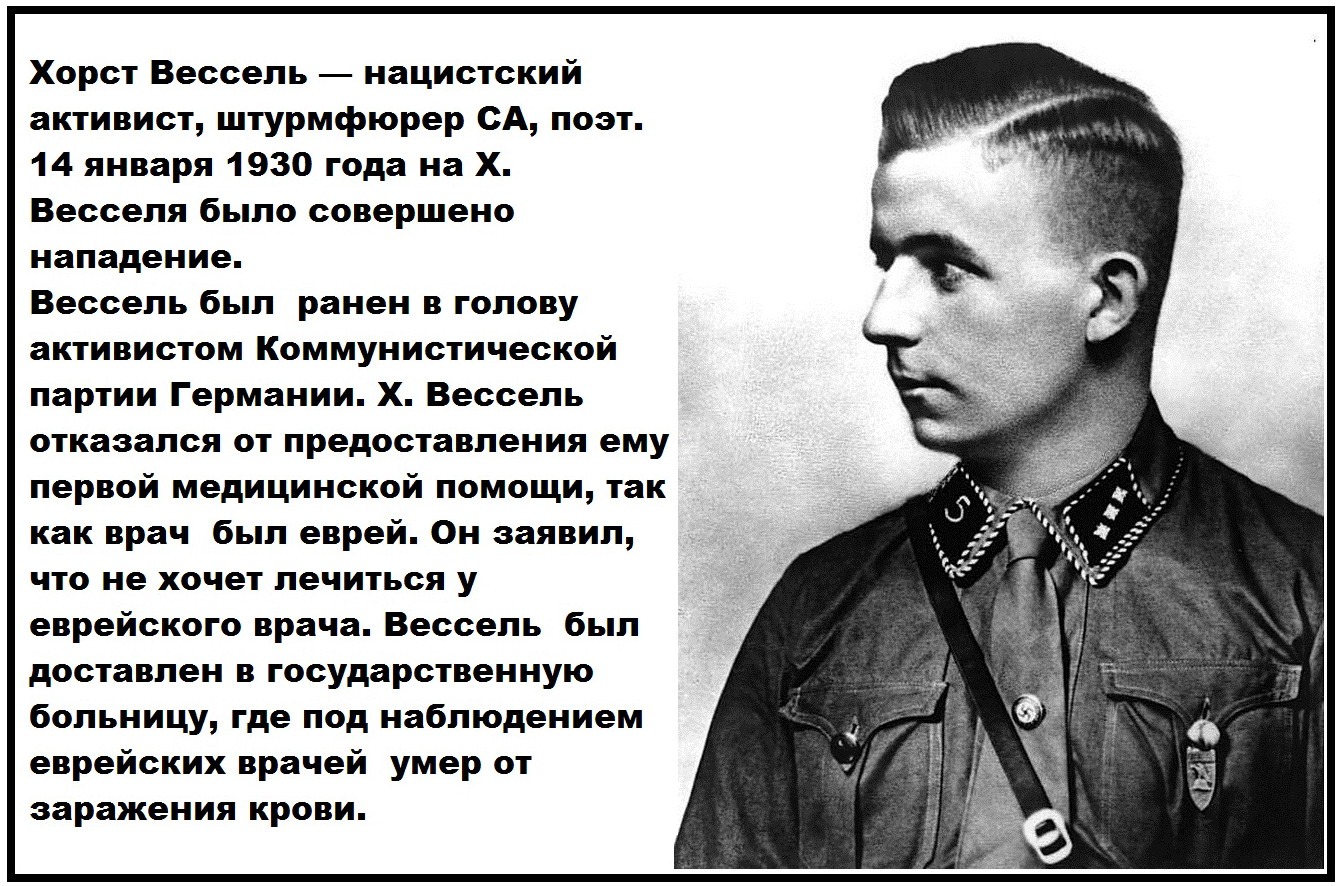 Хорст Вессель — нацистский
активист, штурмфюрер СА, поэт.
14 января 1930 года на Х.
Весселя было совершено
нападение.
Вессель был  ранен в голову
активистом Коммунистической
партии Германии. Х. Вессель
отказался от предоставления ему
первой медицинской помощи, так
как врач  был еврей. Он заявил,
что не хочет лечиться у
еврейского врача. Вессель  был
доставлен в государственную
больницу, где под наблюдением
еврейских врачей  умер от
заражения крови.
5